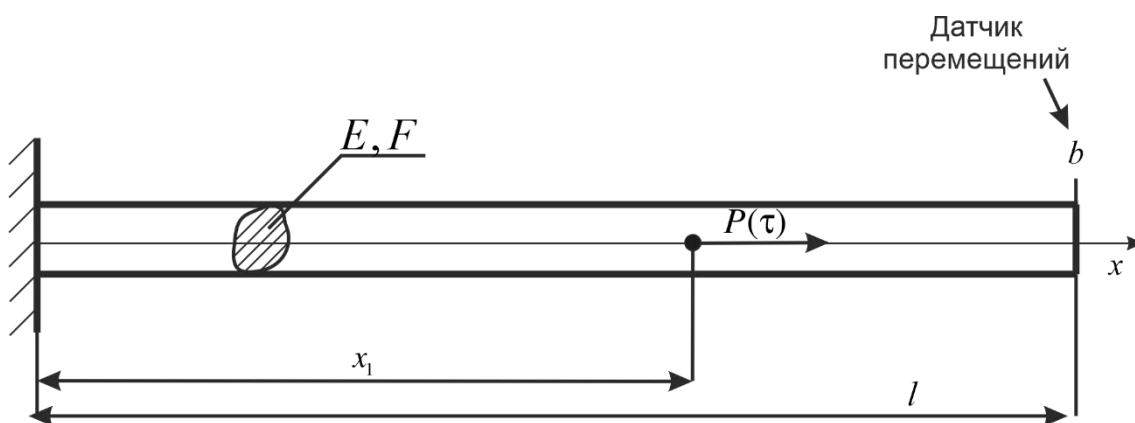 Датчик
перемещений
E, F
b
P(τ)
x
x₁
l